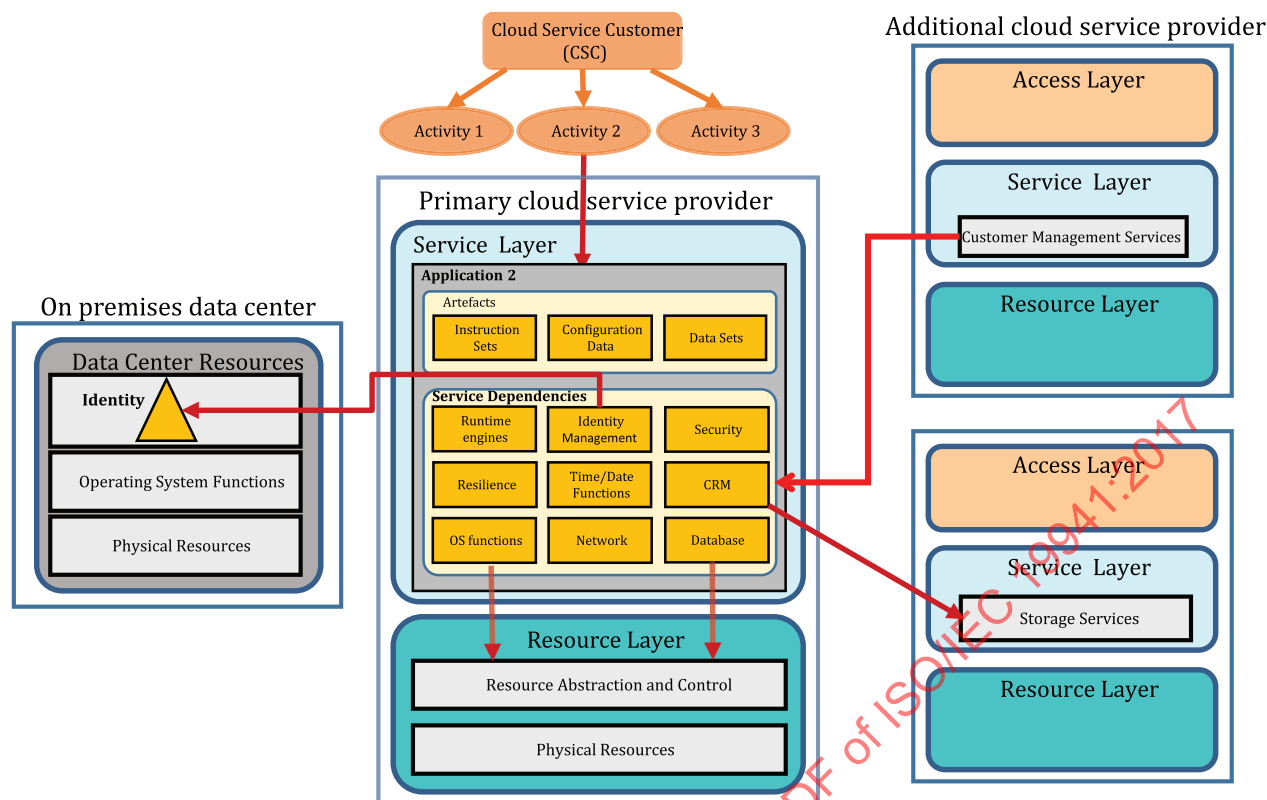 Cloud Service Customer
(CSC)
Activity 1
Activity 2
Activity 3
Primary cloud service provider
Service Layer
Application 2
Artefacts
Instruction
Sets
Configuration
Data
Data Sets
Service Dependencies
Runtime
engines
Identity
Management
Security
Resilience
Time/Date
Functions
CRM
OS functions
Network
Database
Resource Layer
Resource Abstraction and Control
Physical Resources
On premises data center
Data Center Resources
Identity
Operating System Functions
Physical Resources
Additional cloud service provider
Access Layer
Service Layer
Customer Management Services
Resource Layer
Access Layer
Service Layer
Storage Services
Resource Layer
DF of ISO/IEC 19941:2017